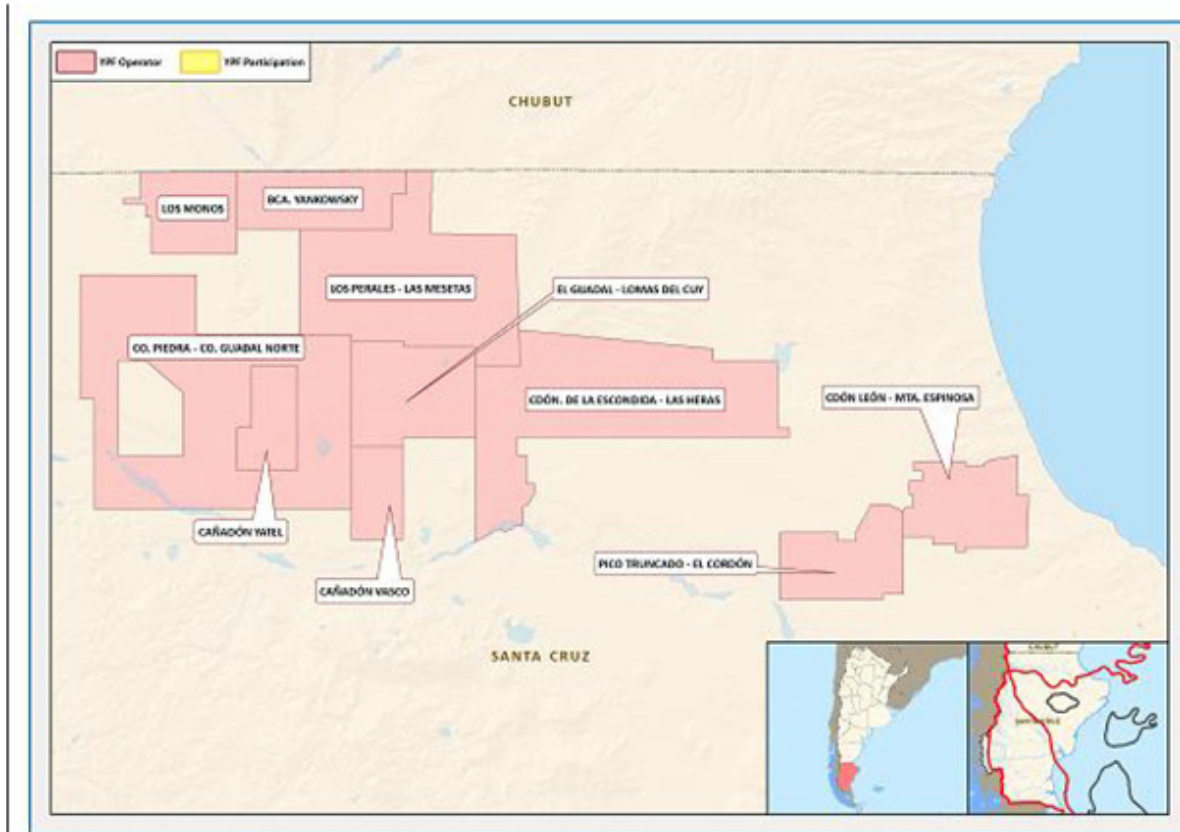 YPF Operator
YPF Participation
CHUBUT
LOS MONOS
BCA. YANKOWSKY
LOS PERALES - LAS MESETAS
EL GUADAL - LOMAS DEL CUY
CO. PIEDRA - CO. GUADAL NORTE
CDÓN. DE LA ESCONDIDA - LAS HERAS
CDÓN LEÓN - MTA. ESPINOSA
CAÑADÓN YATEL
PICO TRUNCADO - EL CORDÓN
CAÑADÓN VASCO
SANTA CRUZ
CHUBUT
SANTA CRUZ